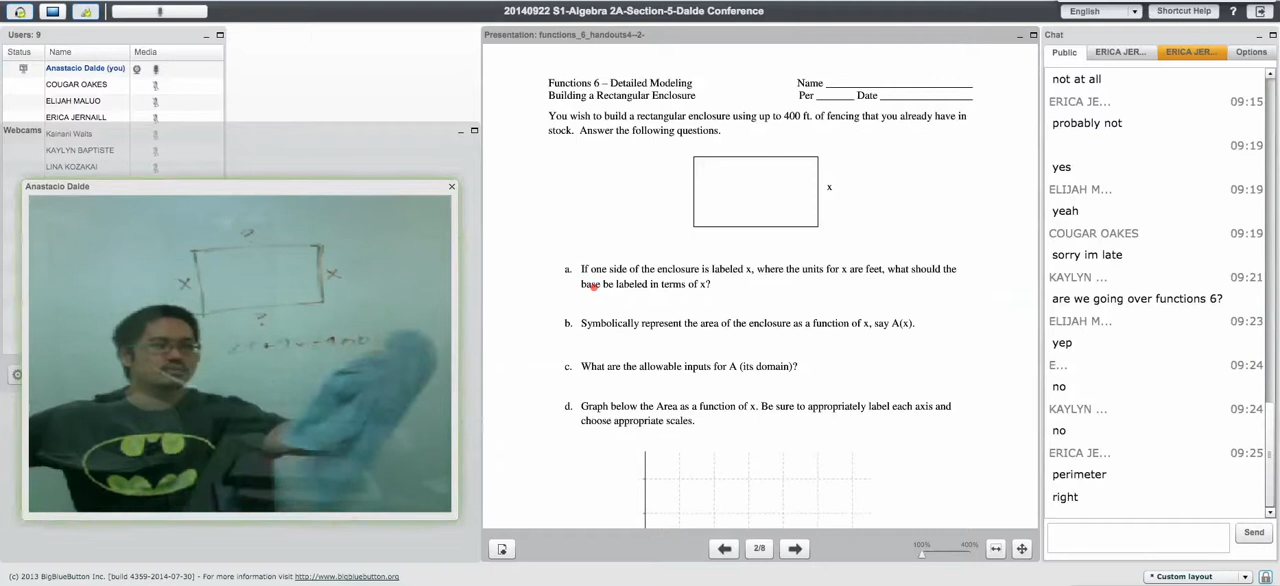 20140922 S1-Algebra 2A-Section-5-Dalde Conference
English
Shortcut Help
?
Users: 9
Status Name Media
Anastacio Dalde (you)
COUGAR OAKES
ELIJAH MALUO
ERICA JERNAILL
Kainani Waits
KAYLYN BAPTISTE
LINA KOZAKAI
Webcams
Anastacio Dalde
?
x
x
?
Presentation: functions_6_handouts4--2-
Functions 6 – Detailed Modeling Name
Building a Rectangular Enclosure Per Date
You wish to build a rectangular enclosure using up to 400 ft. of fencing that you already have in
stock. Answer the following questions.
x
a. If one side of the enclosure is labeled x, where the units for x are feet, what should the
base be labeled in terms of x?
b. Symbolically represent the area of the enclosure as a function of x, say A(x).
c. What are the allowable inputs for A (its domain)?
d. Graph below the Area as a function of x. Be sure to appropriately label each axis and
choose appropriate scales.
2/8
100% 400%
Chat
Public ERICA JER... ERICA JER... Options
not at all
ERICA JE... 09:15
probably not
09:19
yes
ELIJAH M... 09:19
yeah
COUGAR OAKES 09:19
sorry im late
KAYLYN ... 09:21
are we going over functions 6?
ELIJAH M... 09:23
yep
E... 09:24
no
KAYLYN ... 09:24
no
ERICA JE... 09:25
perimeter
right
Send
(c) 2013 BigBlueButton Inc. [build 4359-2014-07-30] - For more information visit http://www.bigbluebutton.org
* Custom layout